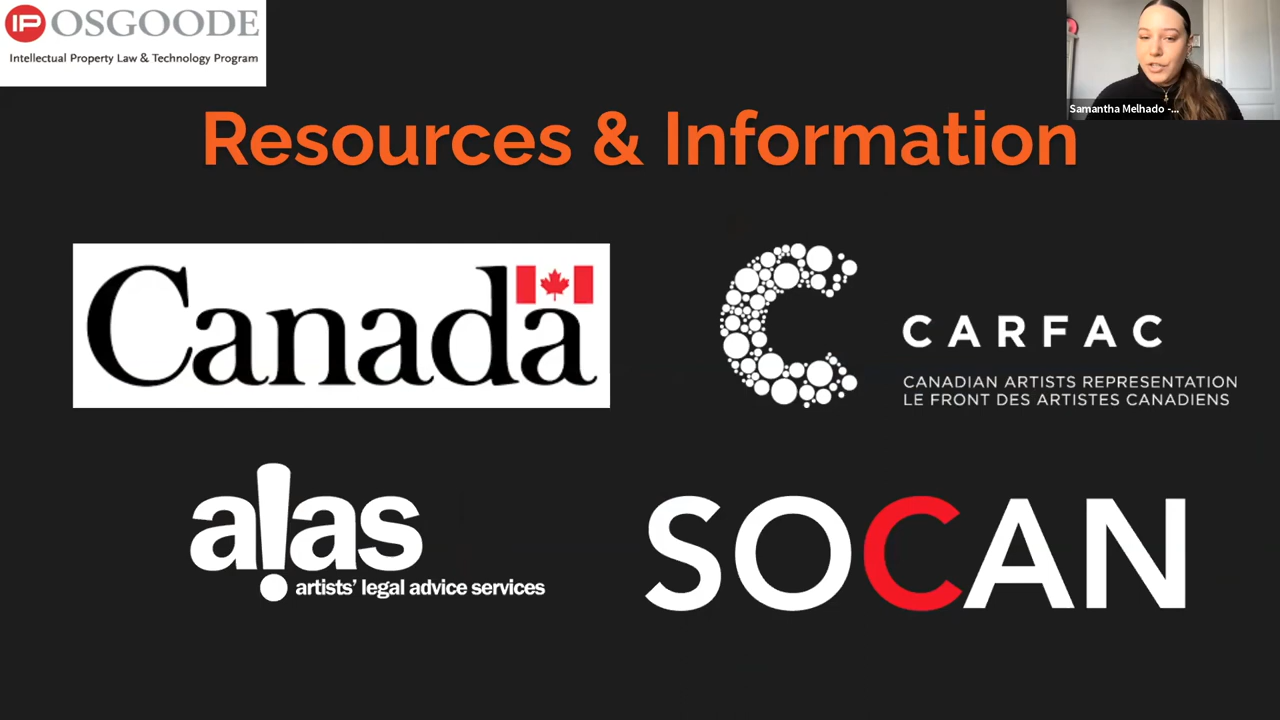 IP OSGOODE
Intellectual Property Law & Technology Program
Samantha Melhado -...
Resources & Information
Canada
CARFAC
CANADIAN ARTISTS REPRESENTATION
LE FRONT DES ARTISTES CANADIENS
a!as
artists' legal advice services
SOCAN